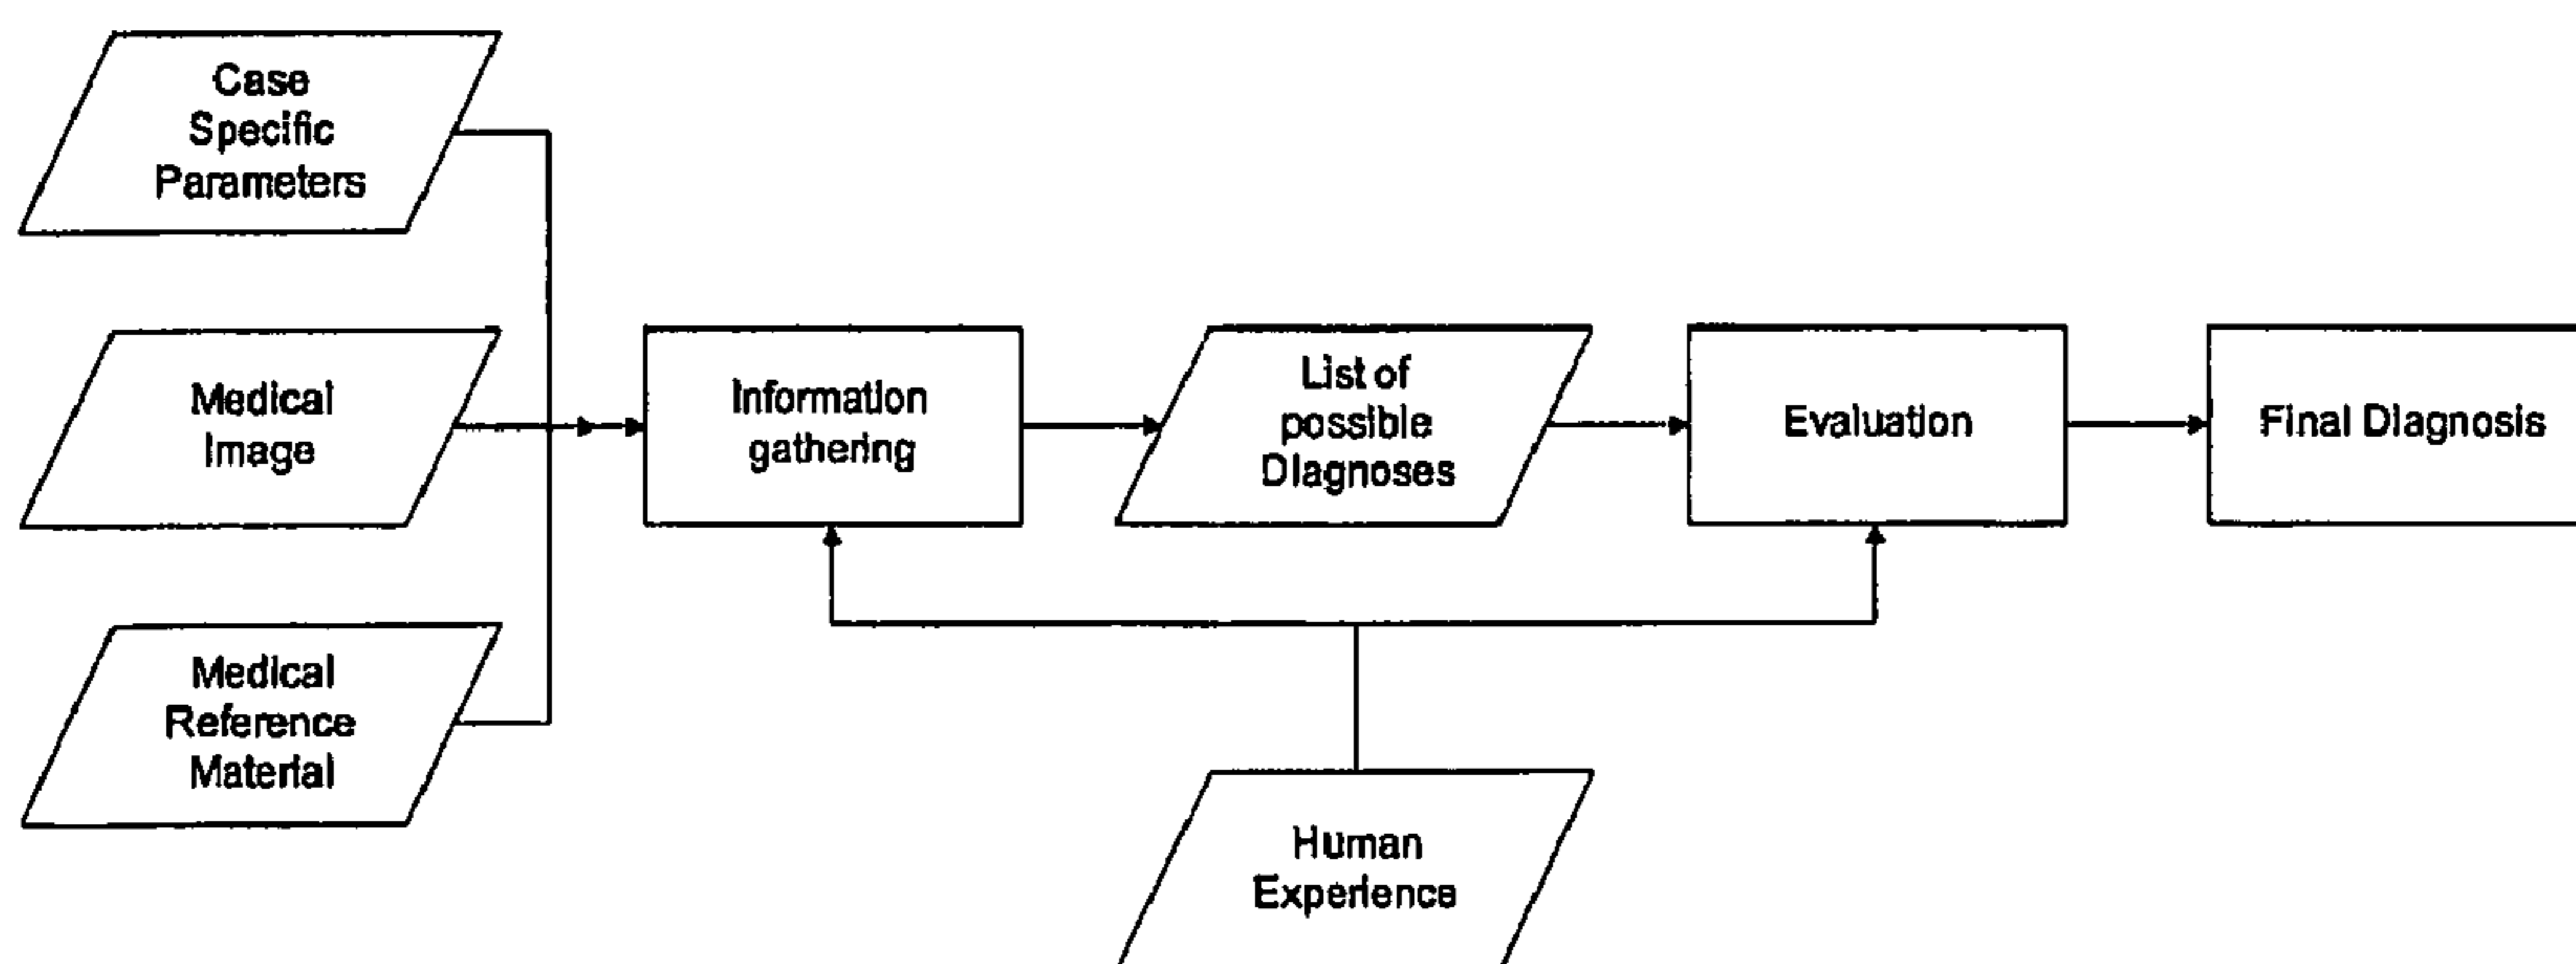 Case
Specific
Parameters
Medical
Image
Medical
Reference
Material
Information
gathering
List of
possible
Diagnoses
Evaluation
Final Diagnosis
Human
Experience